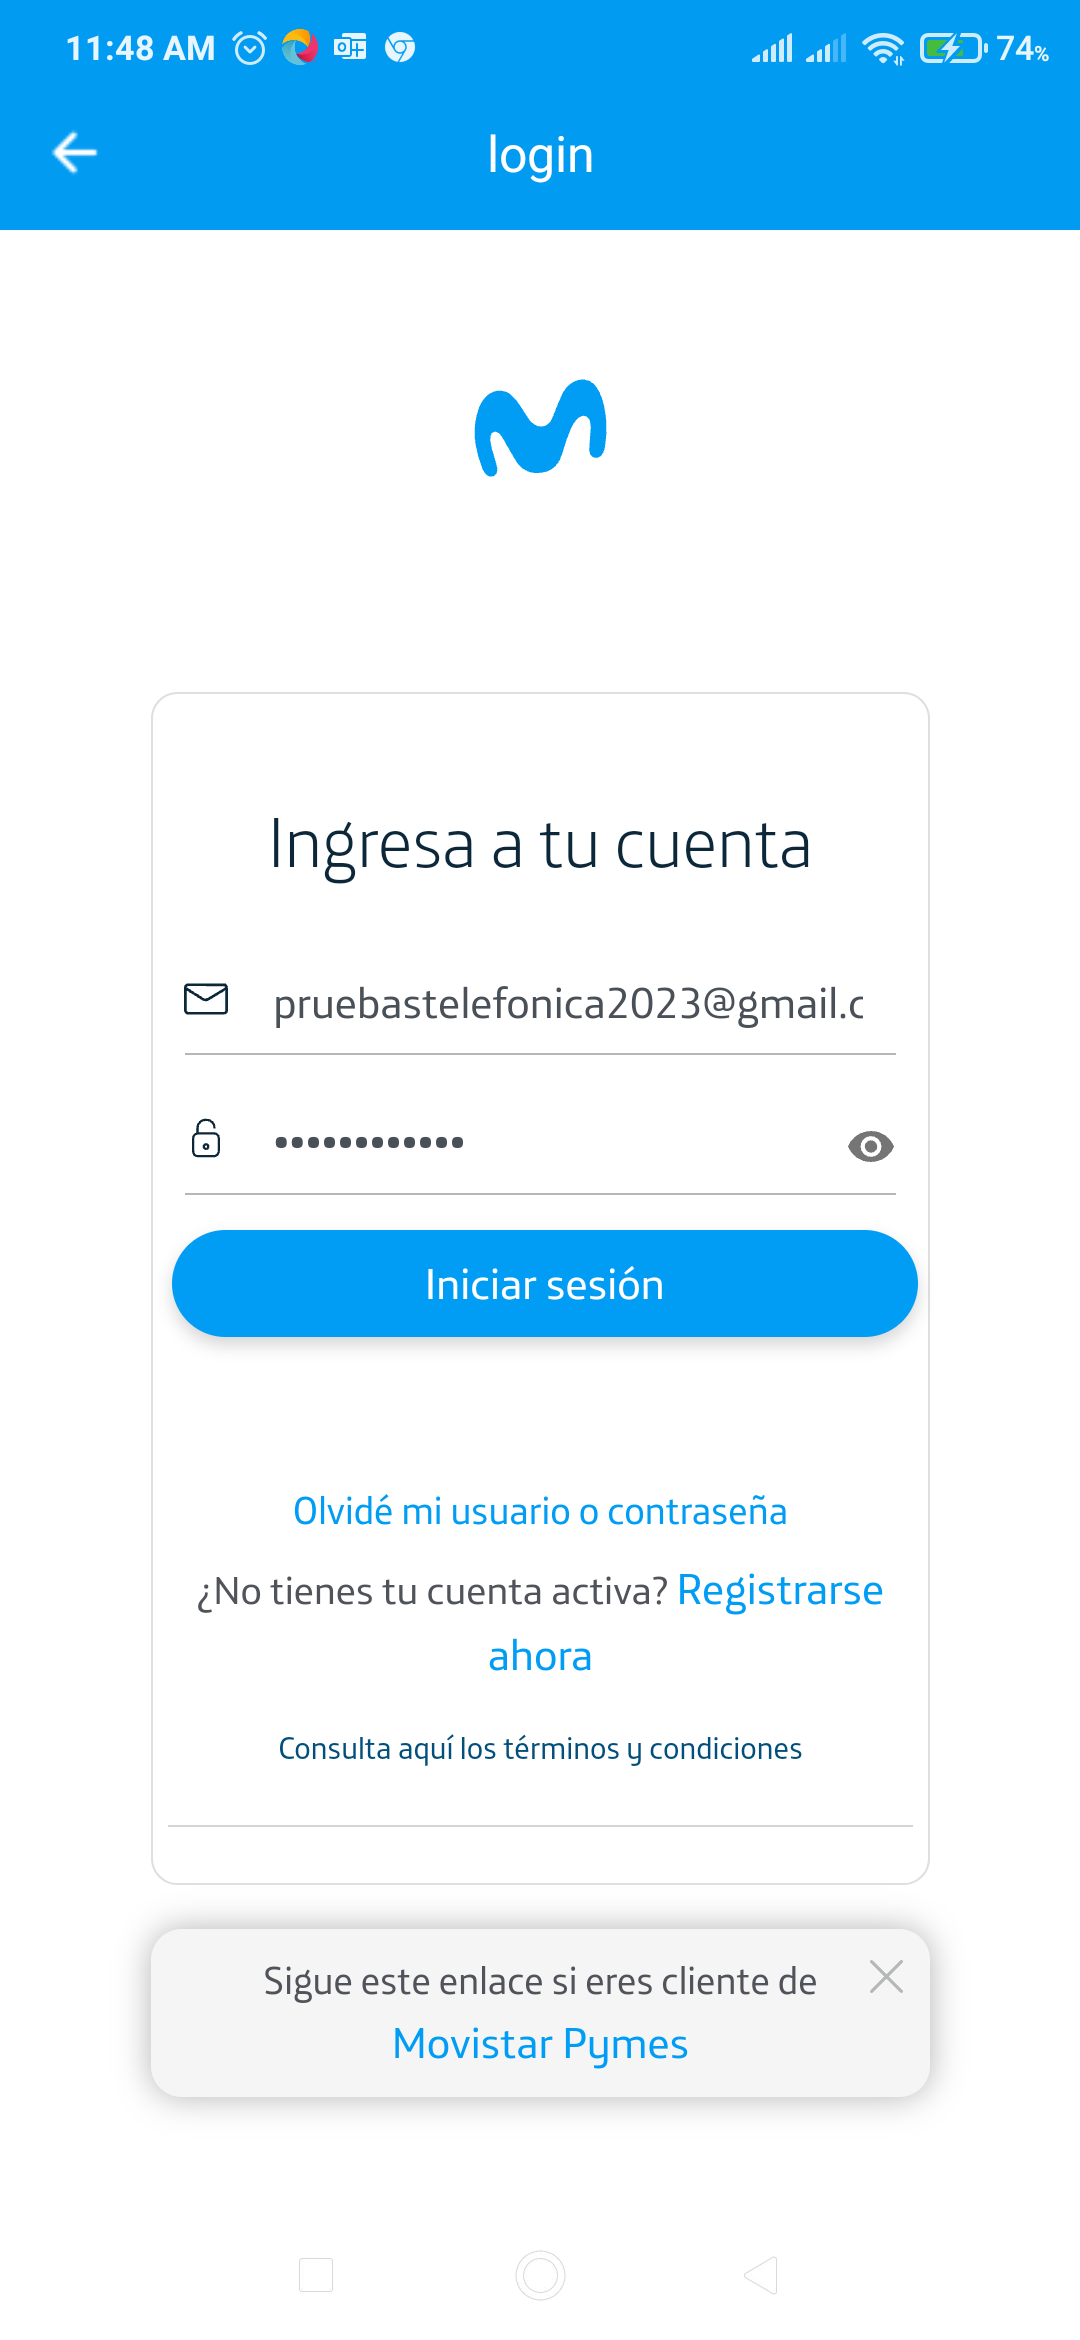 11:48 AM 74%
login
Ingresa a tu cuenta
pruebastelefonica2023@gmail.c
••••••••••••
Iniciar sesión
Olvidé mi usuario o contraseña
¿No tienes tu cuenta activa? Registrarse
ahora
Consulta aquí los términos y condiciones
Sigue este enlace si eres cliente de
Movistar Pymes